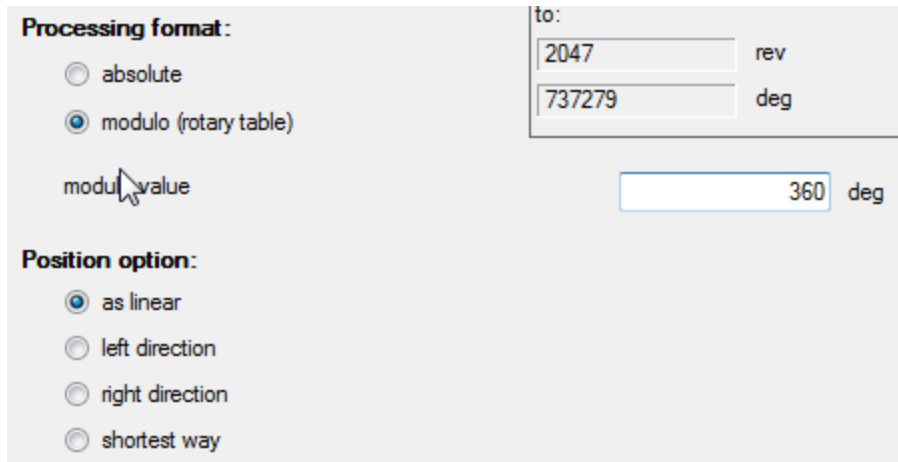 Processing format:
absolute
modulo (rotary table)
modul value
Position option:
as linear
left direction
right direction
shortest way
to:
2047 rev
737279 deg
360 deg